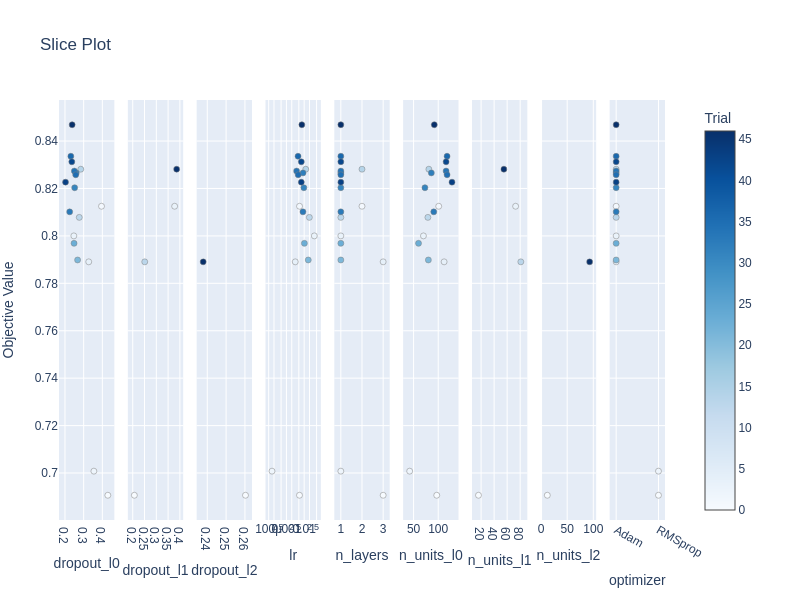 Slice Plot
Trial
Objective Value
0.84
0.82
0.8
0.78
0.76
0.74
0.72
0.7
45
40
35
30
25
20
15
10
5
0
0.2
0.3
0.4
dropout_l0
0.2
0.25
0.3
0.35
0.4
dropout_l1
0.24
0.25
0.26
dropout_l2
lr
1
2
3
n_layers
50
100
n_units_l0
20
40
60
80
n_units_l1
0
50
100
n_units_l2
Adam
RMSprop
optimizer